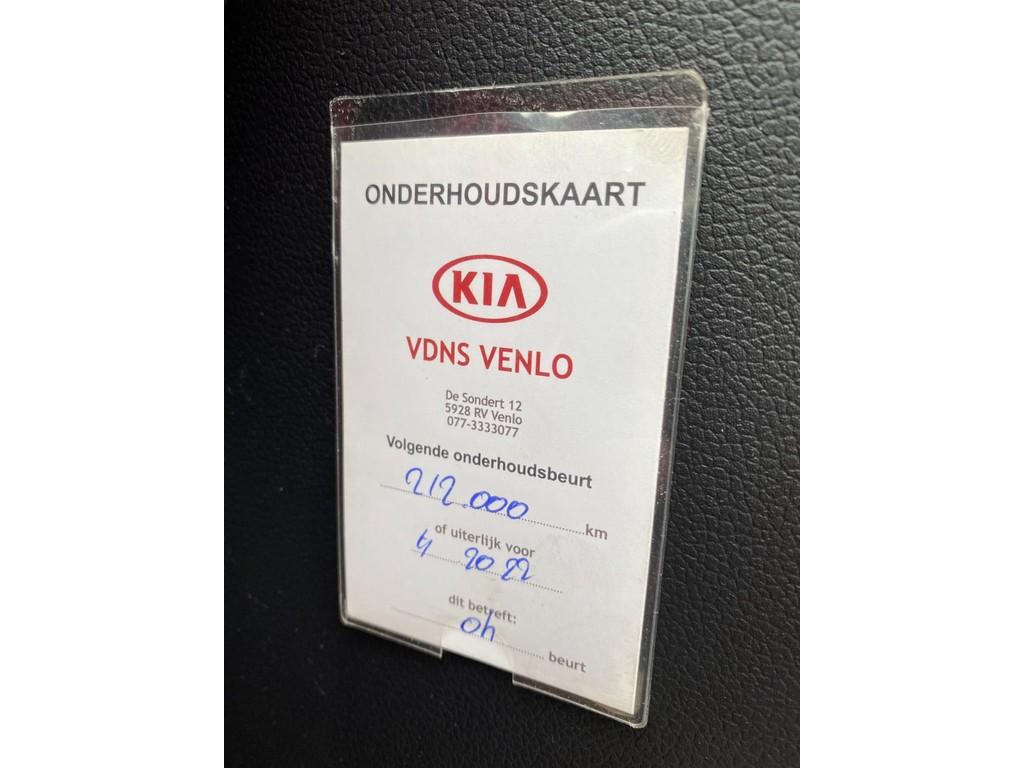 ONDERHOUDSKAART
KIA
VDNS VENLO
De Sondert 12
5928 RV Venlo
077-3333077
Volgende onderhoudsbeurt
212.000 km
of uiterlijk voor
4 2022
dit betreft:
oh beurt